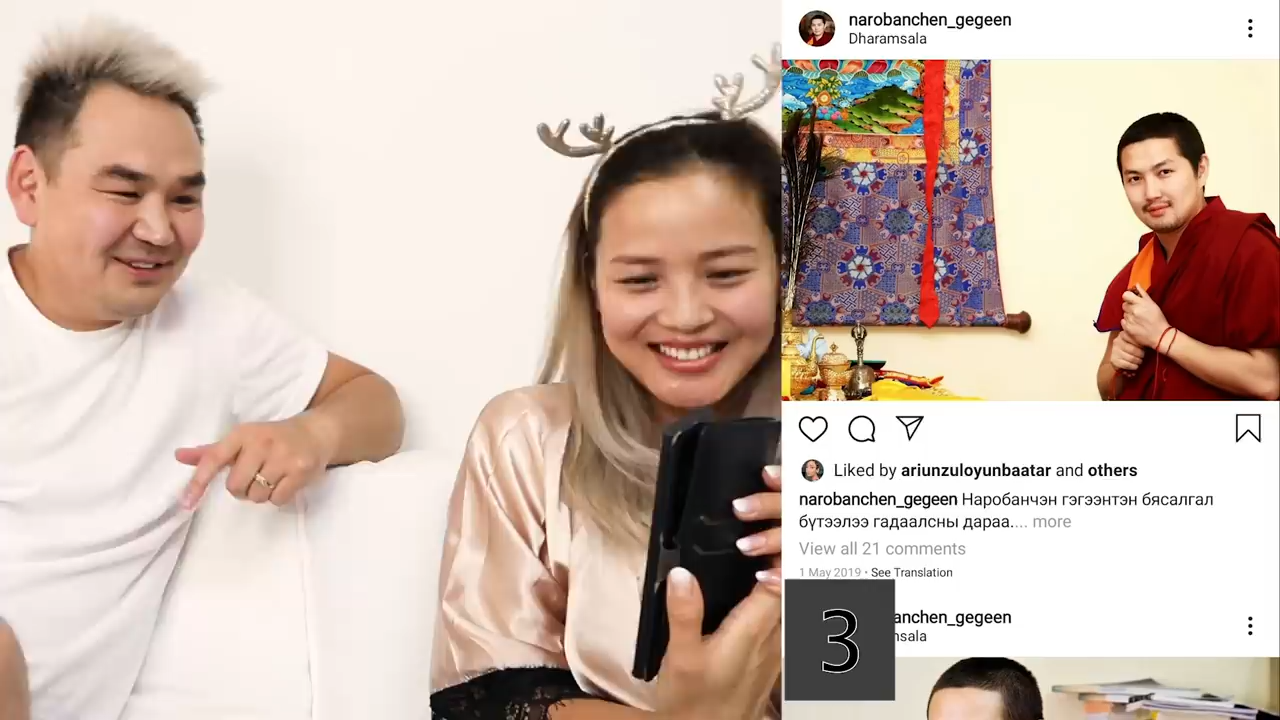 narobanchen_gegeen
Dharamsala
Liked by ariunzuloyunbaatar and others
narobanchen_gegeen Наробанчэн гэгээнтэн бясалгал
бүтээлээ гадаалсны дараа.... more
View all 21 comments
1 May 2019 • See Translation
3
anchen_gegeen
nsala